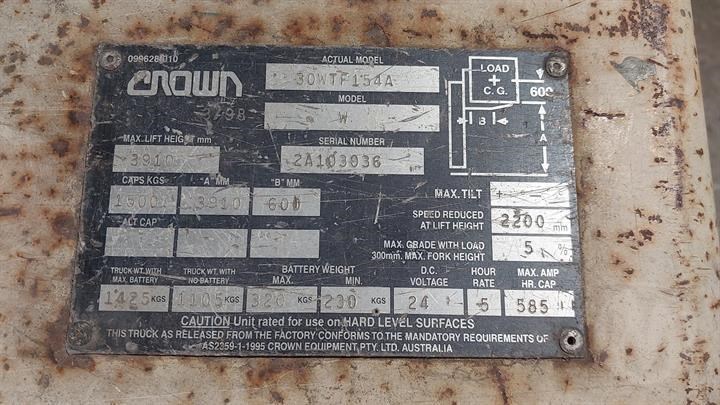 0996286010
CROWN
ACTUAL MODEL
30WTF154A
LOAD
+
C.G.
600
3798
MODEL
W
B
A
MAX. LIFT HEIGHT mm
3910
SERIAL NUMBER
2A103036
CAPS KGS "A" MM "B" MM
1500 3910 600
MAX. TILT
ALT CAP
SPEED REDUCED
AT LIFT HEIGHT
2200 mm
MAX. GRADE WITH LOAD
300mm. MAX. FORK HEIGHT
5 %
TRUCK WT. WITH
MAX. BATTERY
TRUCK WT. WITH
NO BATTERY
BATTERY WEIGHT
MAX. MIN.
D.C.
VOLTAGE
HOUR
RATE
MAX. AMP
HR. CAP
1425 KGS 1105 KGS 320 KGS 230 KGS 24 5 585
CAUTION Unit rated for use on HARD LEVEL SURFACES
THIS TRUCK AS RELEASED FROM THE FACTORY CONFORMS TO THE MANDATORY REQUIREMENTS OF
AS2359-1-1995 CROWN EQUIPMENT PTY. LTD. AUSTRALIA